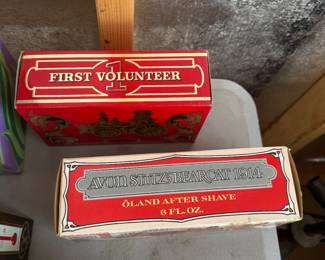 FIRST VOLUNTEER
1
AVON STUTZ BEARCAT 1914
ÖLAND AFTER SHAVE
6 FL. OZ.